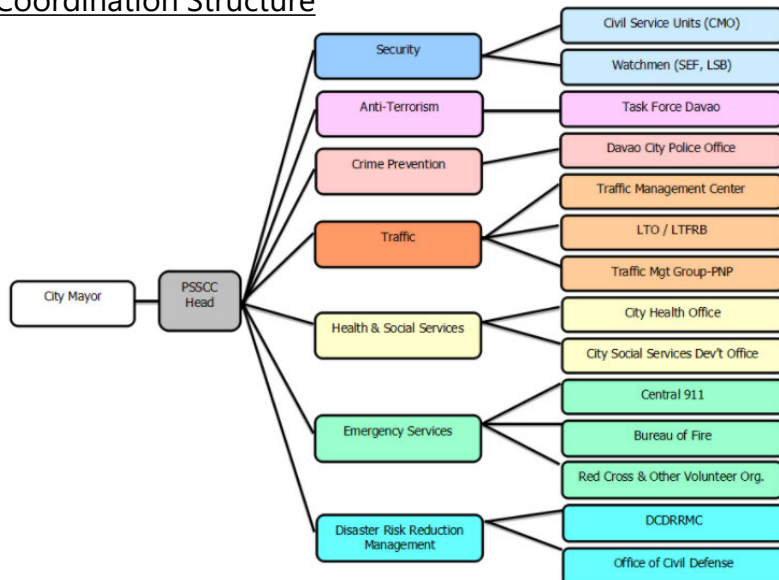 Coordination Structure
City Mayor
PSSCC
Head
Security
Civil Service Units (CMO)
Watchmen (SEF, LSB)
Anti-Terrorism
Task Force Davao
Crime Prevention
Davao City Police Office
Traffic
Traffic Management Center
LTO / LTFRB
Traffic Mgt Group-PNP
Health & Social Services
City Health Office
City Social Services Dev't Office
Emergency Services
Central 911
Bureau of Fire
Red Cross & Other Volunteer Org.
Disaster Risk Reduction
Management
DCDRRMC
Office of Civil Defense